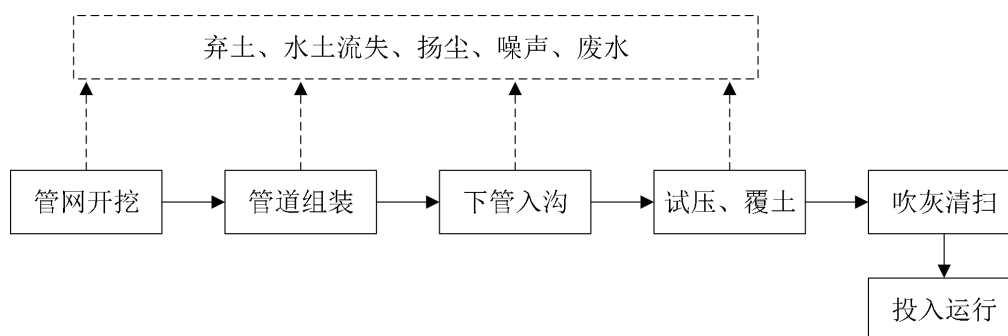 弃土、水土流失、扬尘、噪声、废水
管网开挖
管道组装
下管入沟
试压、覆土
吹灰清扫
投入运行